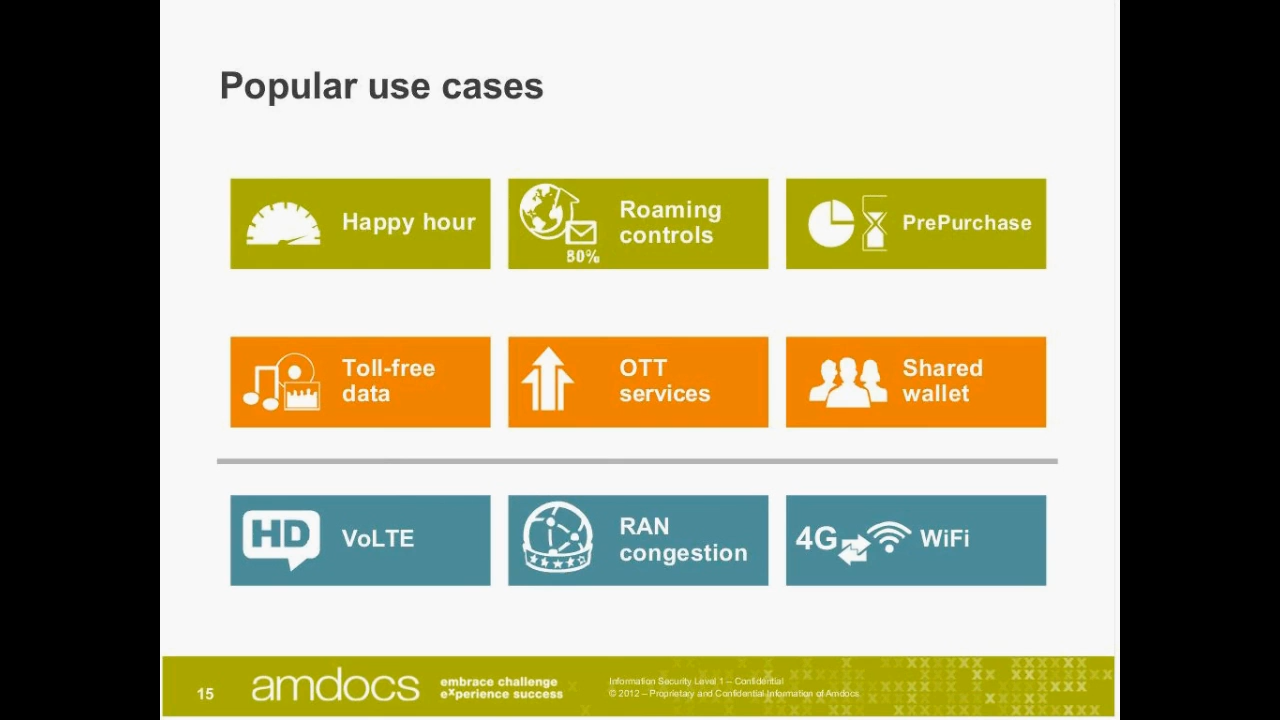 Popular use cases
Happy hour
80%
Roaming
controls
PrePurchase
Toll-free
data
OTT
services
Shared
wallet
HD
VoLTE
RAN
congestion
4G
WiFi
15
amdocs
embrace challenge
experience success
Information Security Level 1 – Confidential
© 2012 – Proprietary and Confidential Information of Amdocs